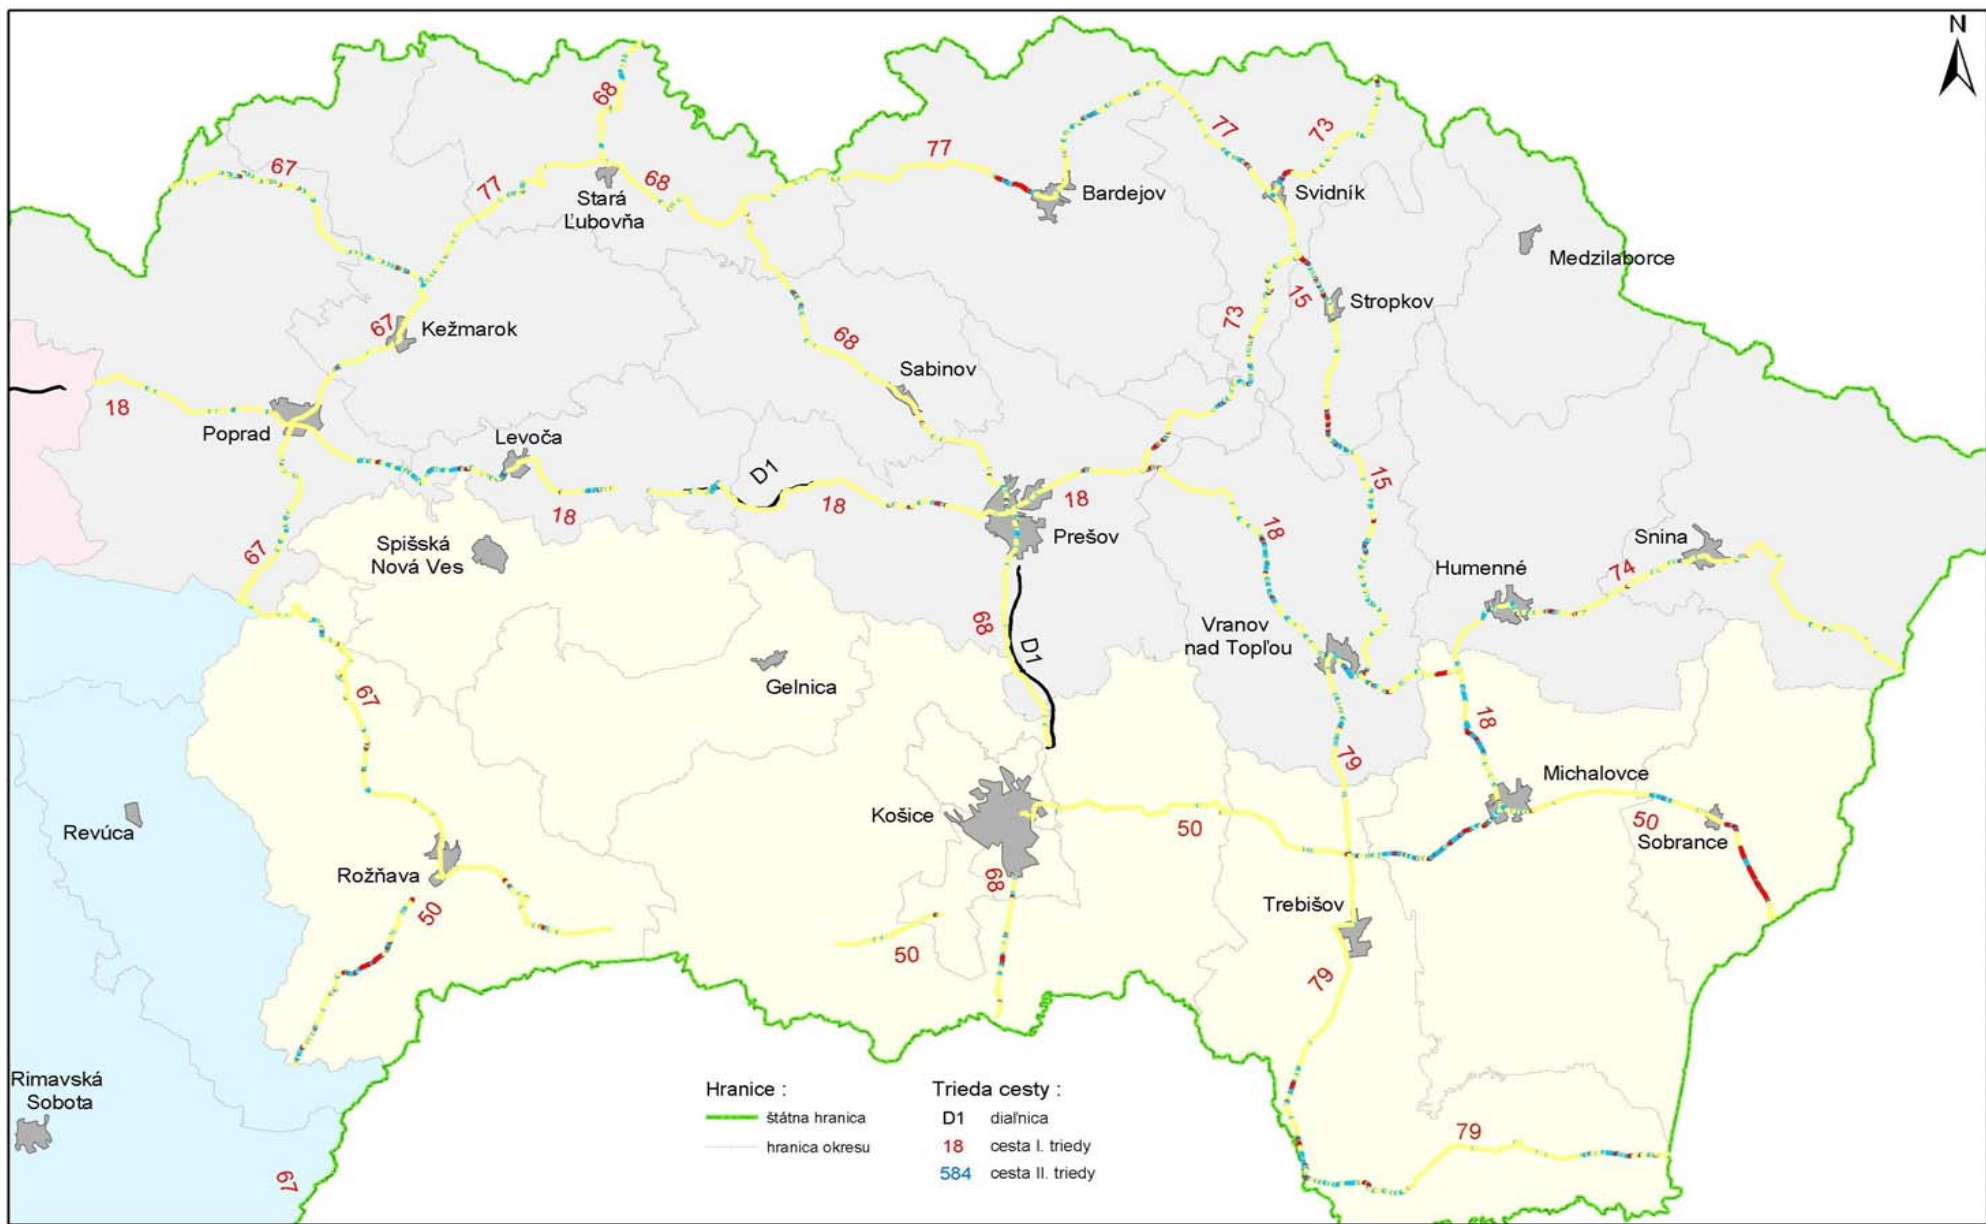 N
68
73
77
77
67
77
68
Stará
Ľubovňa
Bardejov
Svidník
Medzilaborce
15
Stropkov
73
67
Kežmarok
68
Sabinov
18
Poprad
Levoča
D1
18
18
18
Prešov
15
18
Snina
Spišská
Nová Ves
67
Humenné
74
68
D1
Vranov
nad Topľou
Gelnica
67
18
79
Michalovce
Revúca
Košice
50
50
Sobrance
Rožňava
68
50
Trebišov
50
79
Rimavská
Sobota
67
79
Hranice :
štátna hranica
hranica okresu
Trieda cesty :
D1 diaľnica
18 cesta I. triedy
584 cesta II. triedy